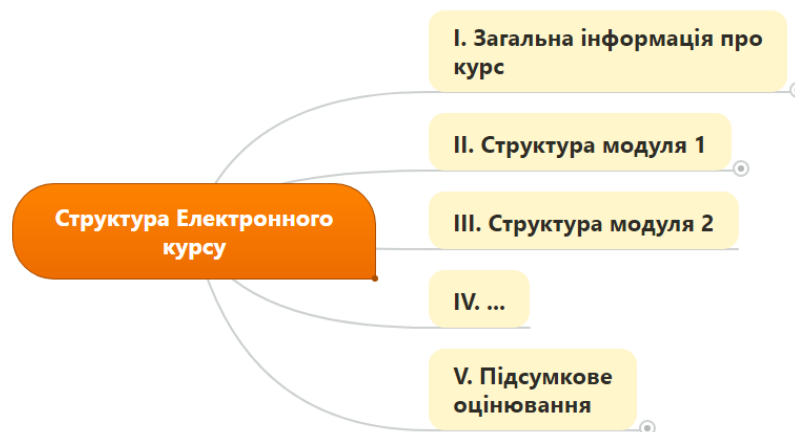 I. Загальна інформація про
курс
II. Структура модуля 1
Структура Електронного
курсу
III. Структура модуля 2
IV. ...
V. Підсумкове
оцінювання